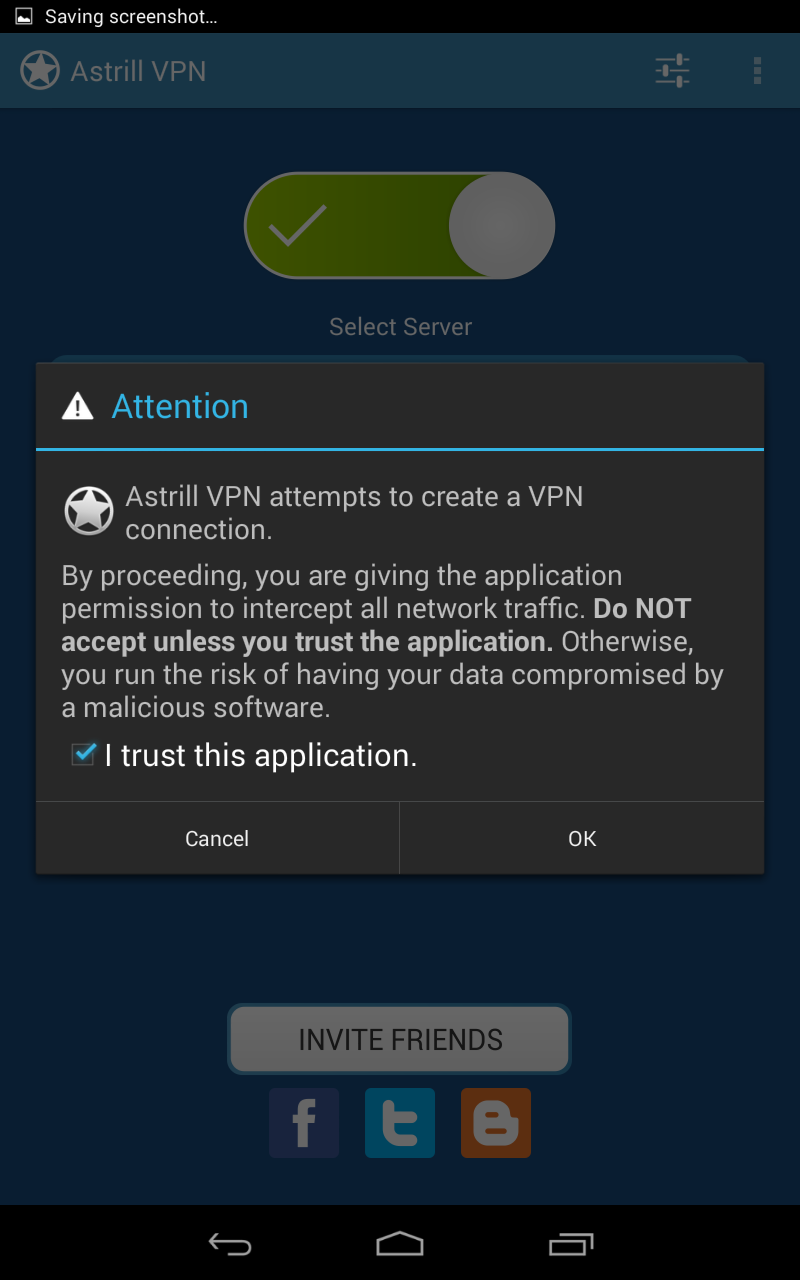 Saving screenshot...
Astrill VPN
Select Server
Attention
Astrill VPN attempts to create a VPN
connection.
By proceeding, you are giving the application
permission to intercept all network traffic. Do NOT
accept unless you trust the application. Otherwise,
you run the risk of having your data compromised by
a malicious software.
I trust this application.
Cancel
OK
INVITE FRIENDS